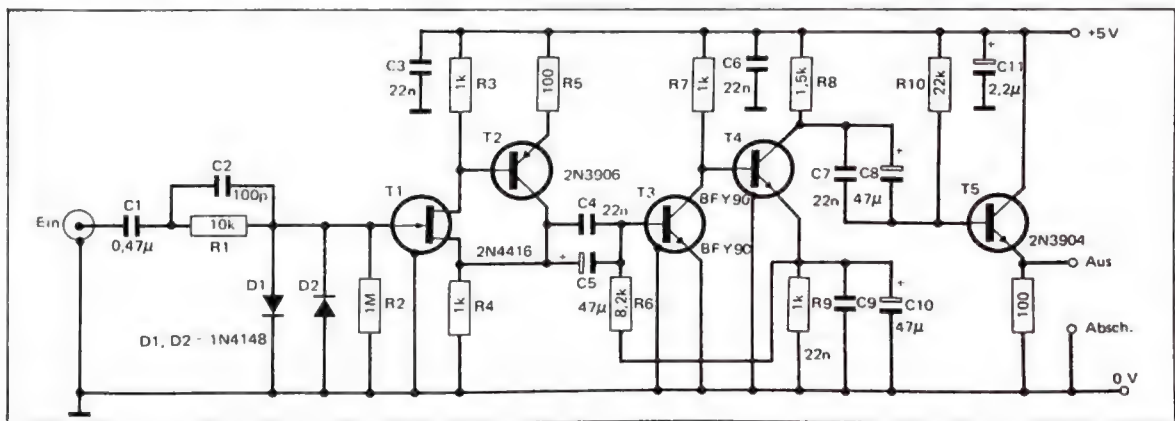 Ein
C1
0,47µ
C2
100p
10k
R1
D1
D2
D1, D2 - 1N4148
1M
R2
T1
2N4416
C3
22n
1k
R3
100
R5
T2
2N3906
1k
R4
C4
22n
C5
47µ
R6
8,2k
T3
BFY90
R7
1k
C6
22n
T4
BFY90
1,5k
R8
1k
R9
22n
C9
C10
+
47µ
C7
22n
C8
+
47µ
R10
22k
+
C11
2,2µ
T5
2N3904
100
+5V
Aus
Absch.
0 V
+